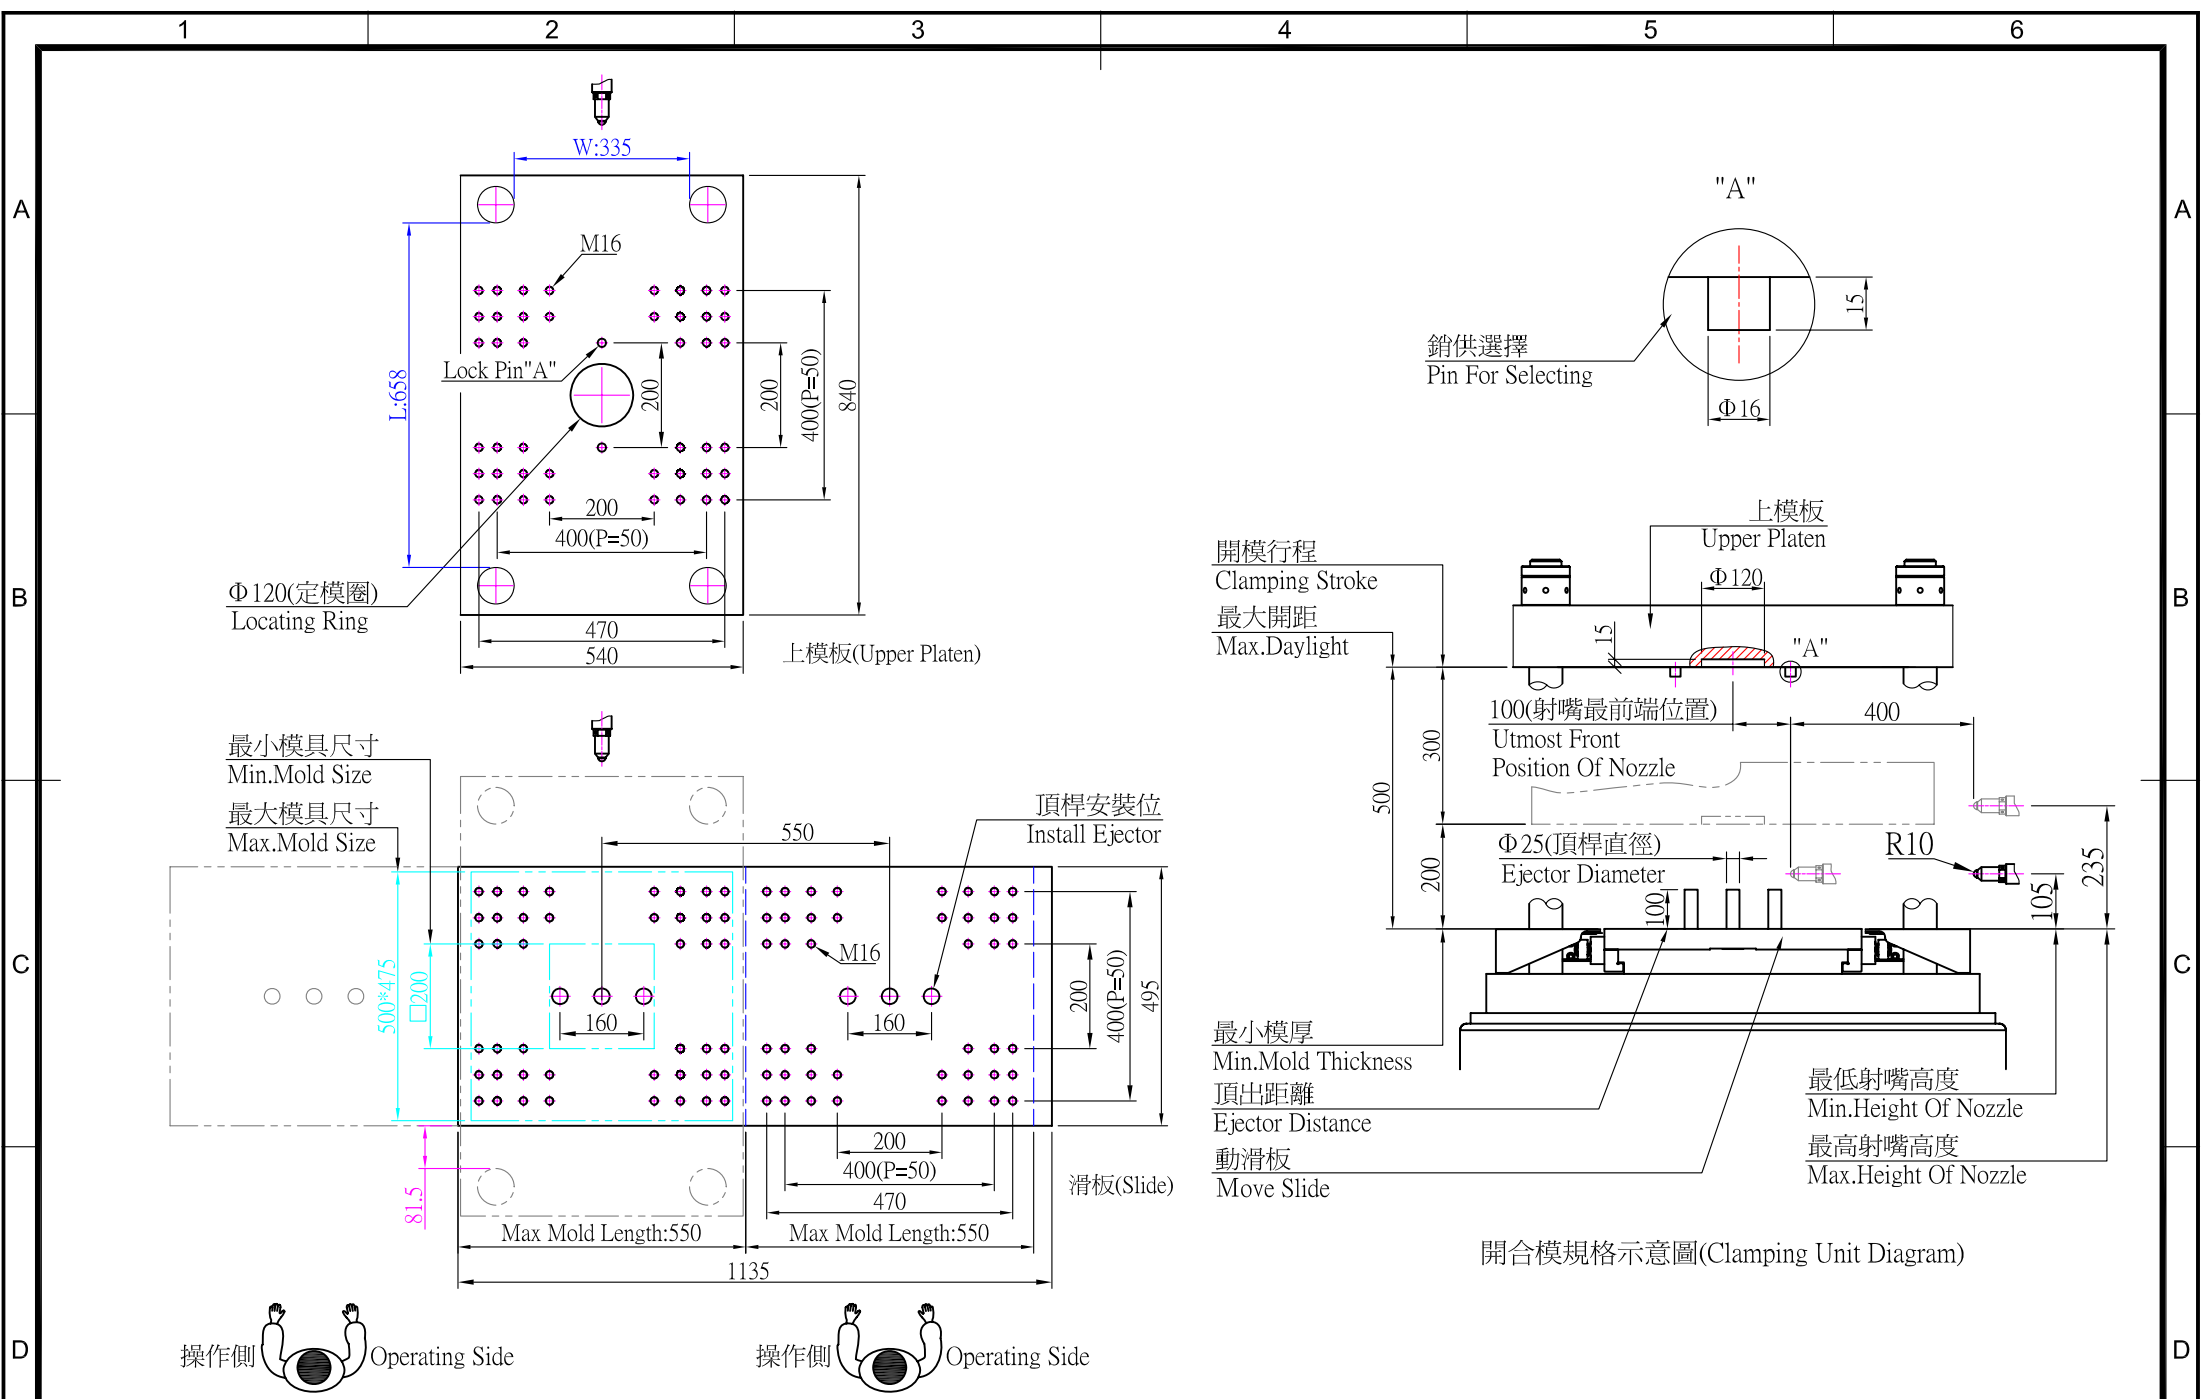 1 2 3 4 5 6
A
A
B
B
C
C
D
D
W:335
L:658
M16
Lock Pin"A"
200
200
400(P=50)
840
200
400(P=50)
Φ120(定模圈)
Locating Ring
470
540
上模板(Upper Platen)
"A"
15
銷供選擇
Pin For Selecting
Φ16
上模板
Upper Platen
開模行程
Clamping Stroke
最大開距
Max.Daylight
Φ120
15
"A"
100(射嘴最前端位置)
Utmost Front
Position Of Nozzle
400
300
500
200
Φ25(頂桿直徑)
Ejector Diameter
100
R10
105
235
最小模厚
Min.Mold Thickness
頂出距離
Ejector Distance
動滑板
Move Slide
最低射嘴高度
Min.Height Of Nozzle
最高射嘴高度
Max.Height Of Nozzle
開合模規格示意圖(Clamping Unit Diagram)
最小模具尺寸
Min.Mold Size
最大模具尺寸
Max.Mold Size
550
頂桿安裝位
Install Ejector
500*475
□200
M16
160
160
200
400(P=50)
495
200
400(P=50)
470
滑板(Slide)
81.5
Max Mold Length:550
Max Mold Length:550
1135
操作側
Operating Side
操作側
Operating Side